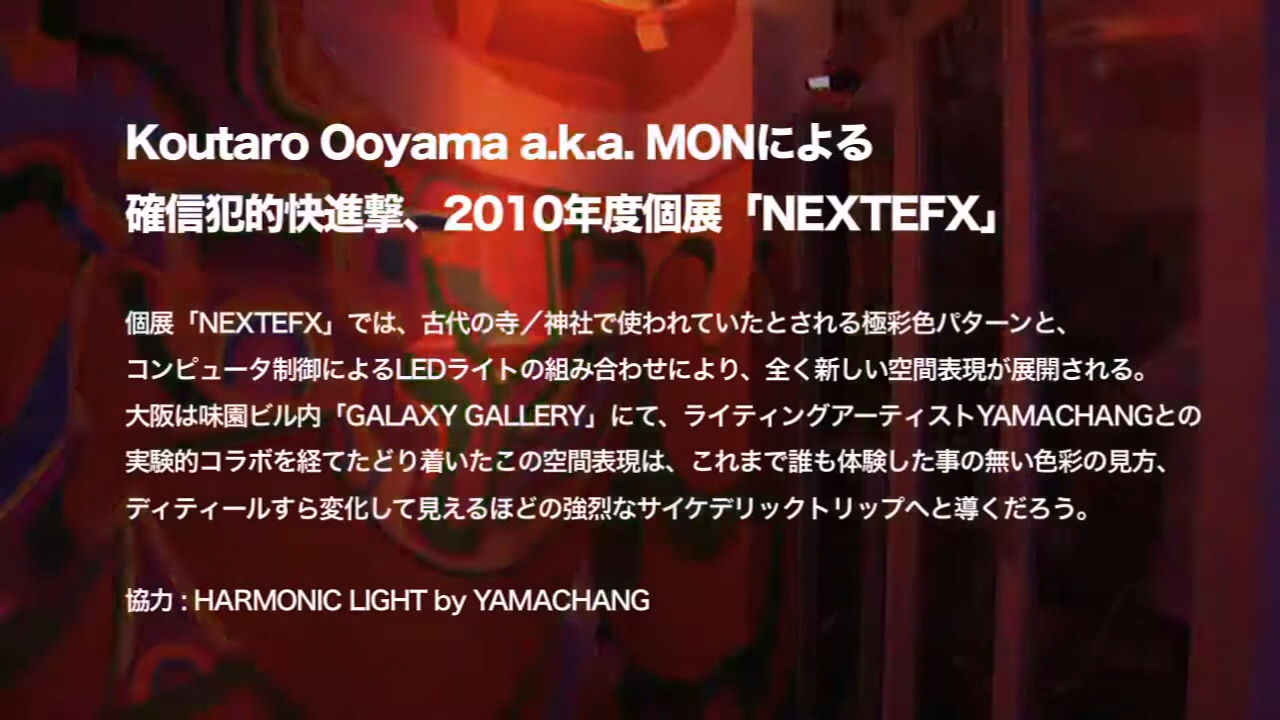 Koutaro Ooyama a.k.a. MONによる
確信犯的快進撃、2010年度個展「NEXTEFX」
個展「NEXTEFX」では、古代の寺／神社で使われていたとされる極彩色パターンと、
コンピュータ制御によるLEDライトの組み合わせにより、全く新しい空間表現が展開される。
大阪は味園ビル内「GALAXY GALLERY」にて、ライティングアーティストYAMACHANGとの
実験的コラボを経てたどり着いたこの空間表現は、これまで誰も体験した事の無い色彩の見方、
ディティールすら変化して見えるほどの強烈なサイケデリックトリップへと導くだろう。
協力 : HARMONIC LIGHT by YAMACHANG